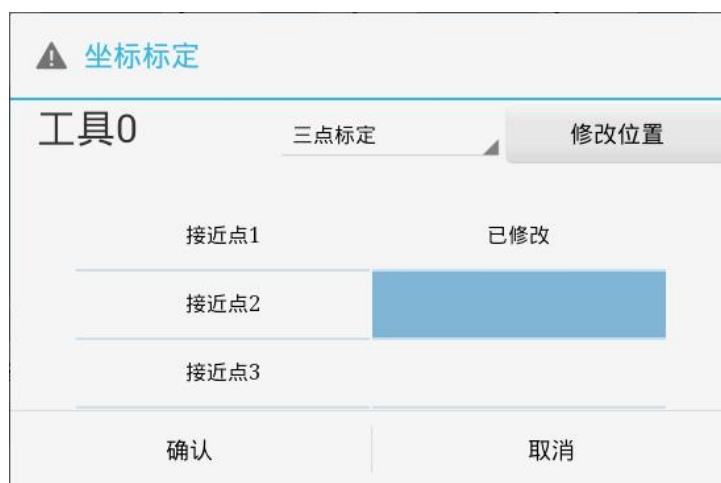 坐标标定
工具0 三点标定 修改位置
接近点1 已修改
接近点2
接近点3
确认 取消